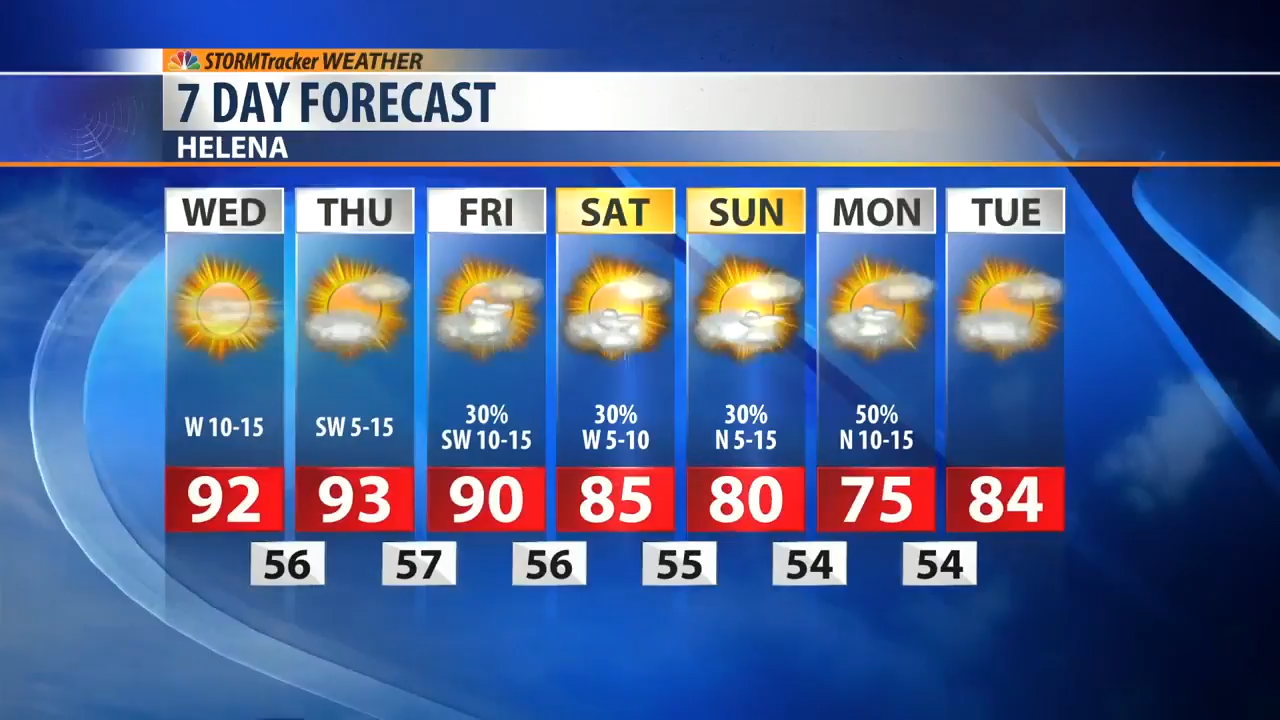 STORMTracker WEATHER
7 DAY FORECAST
HELENA
WED THU FRI SAT SUN MON TUE
30% 30% 30% 50%
W 10-15 SW 5-15 SW 10-15 W 5-10 N 5-15 N 10-15
92 93 90 85 80 75 84
56 57 56 55 54 54